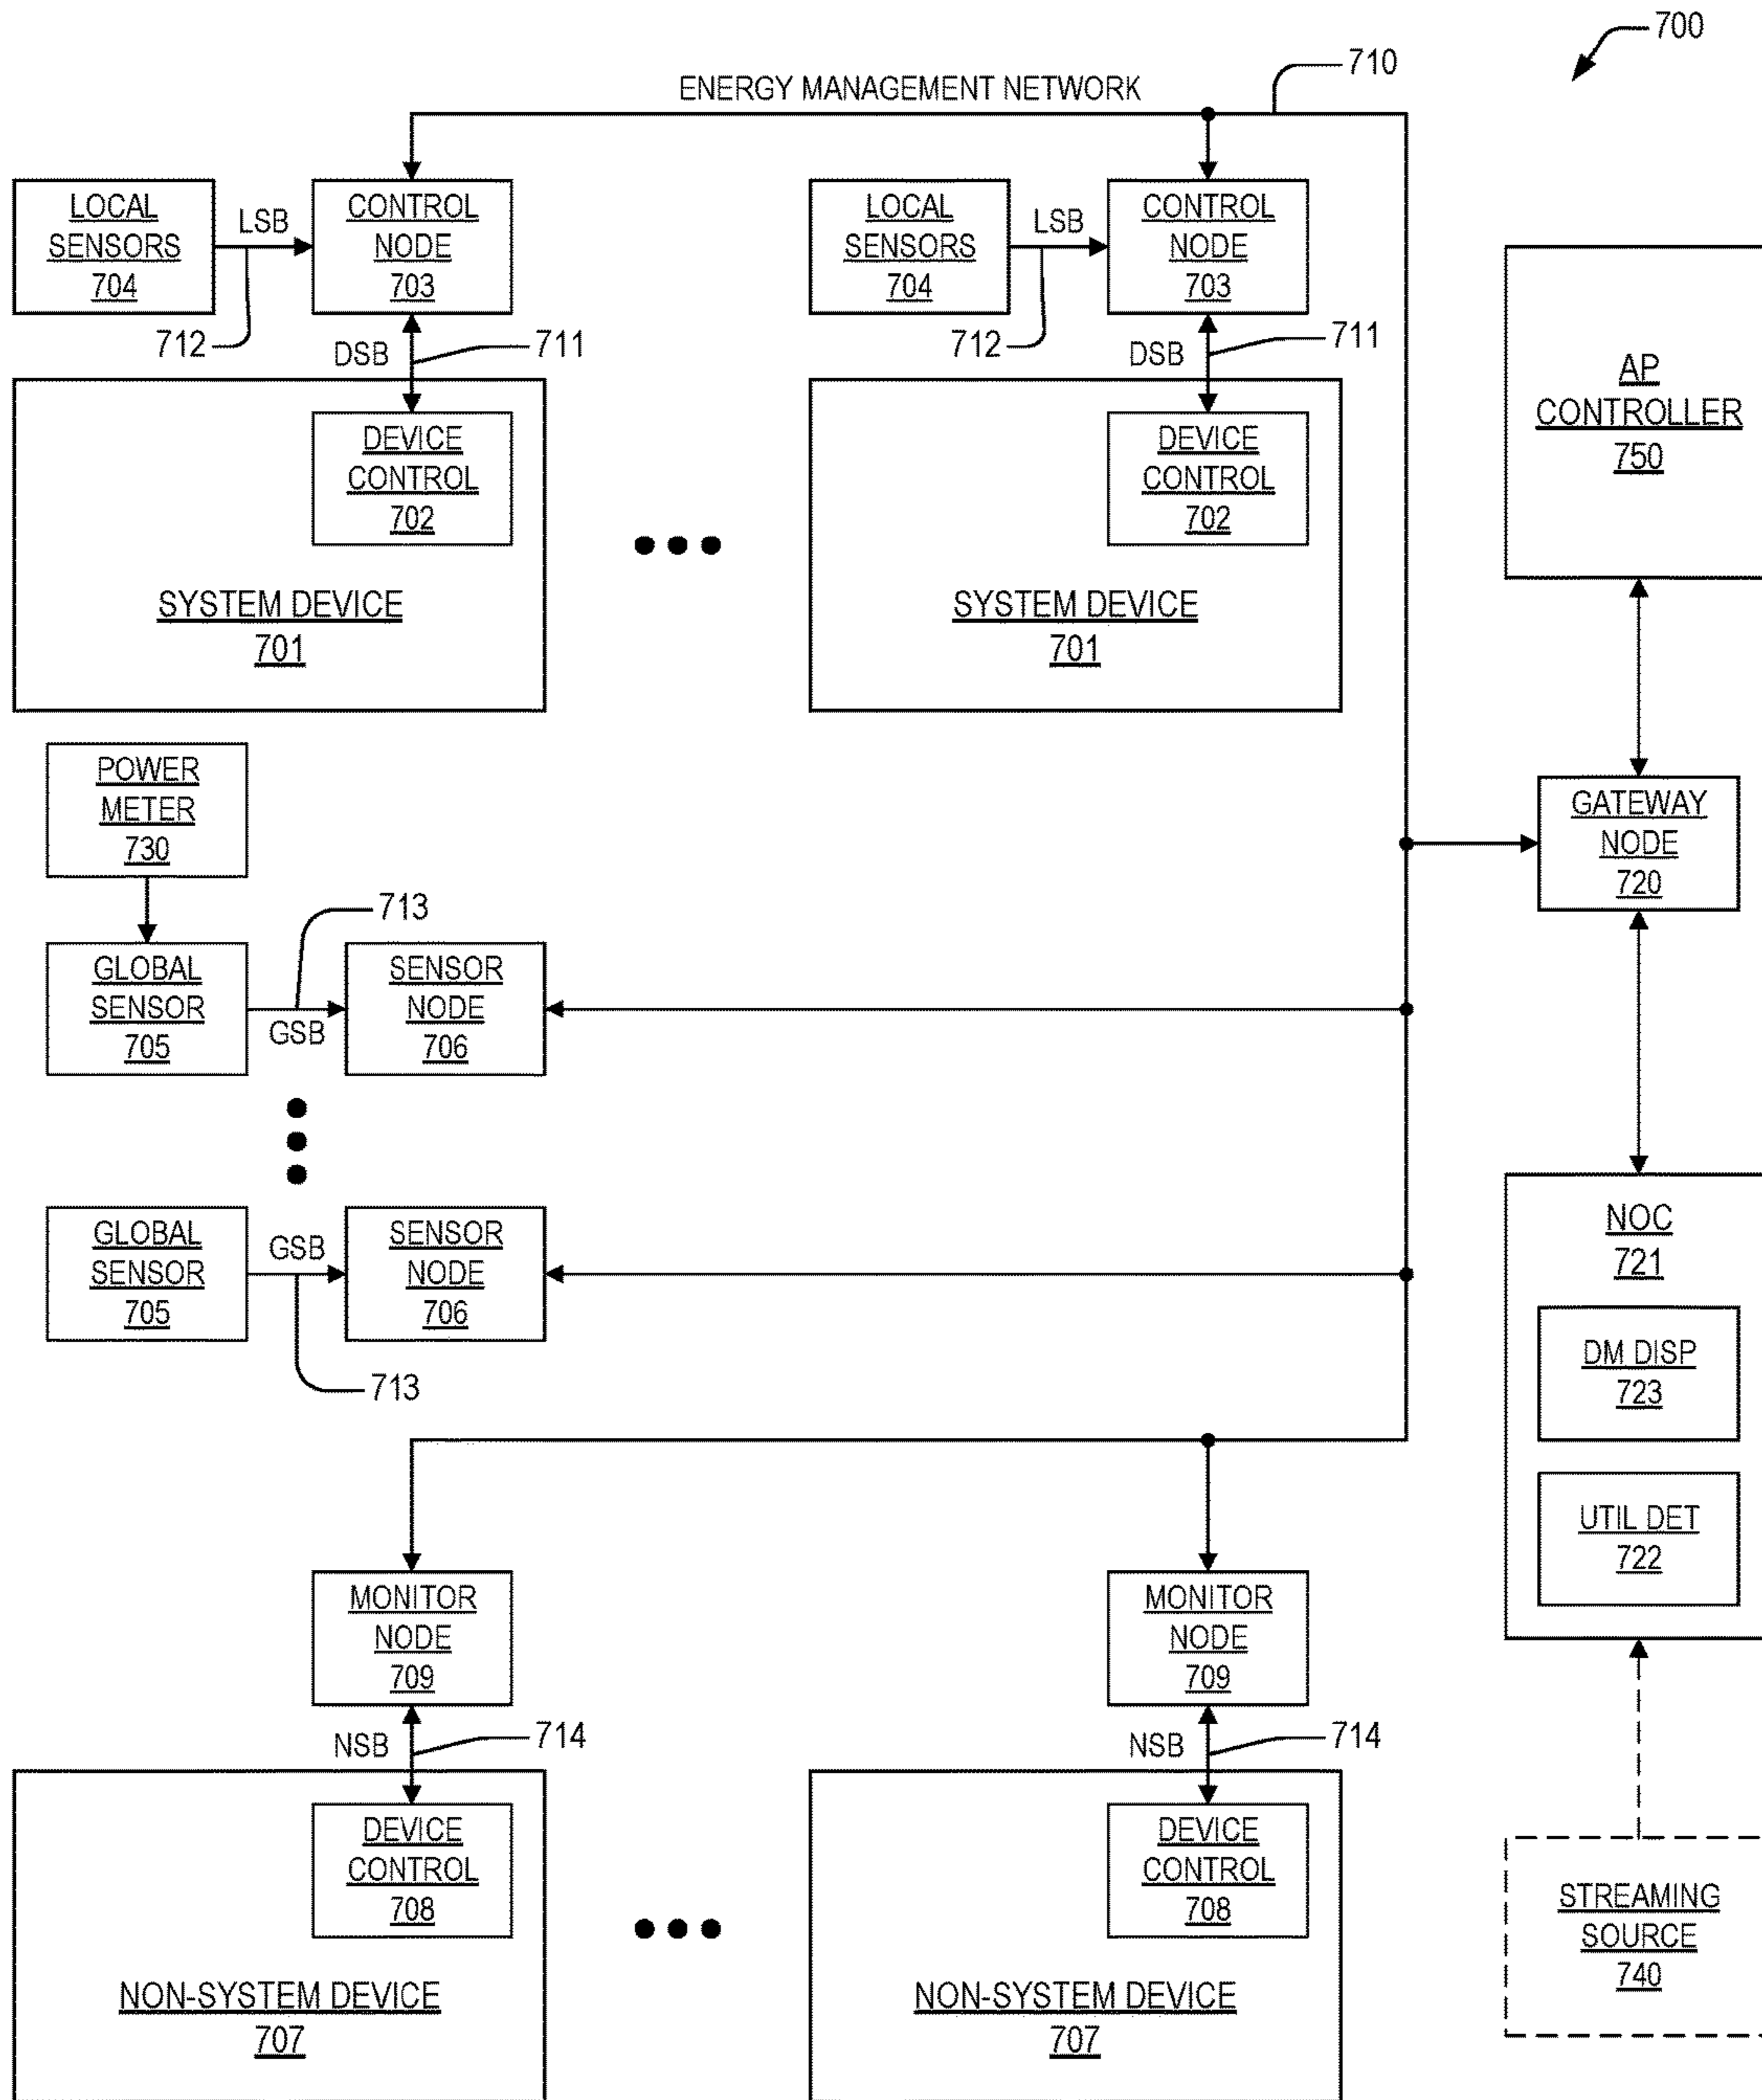 700
710
ENERGY MANAGEMENT NETWORK
LOCAL
SENSORS
704
LSB
712
CONTROL
NODE
703
DSB
711
DEVICE
CONTROL
702
SYSTEM DEVICE
701
LOCAL
SENSORS
704
LSB
712
CONTROL
NODE
703
DSB
711
DEVICE
CONTROL
702
SYSTEM DEVICE
701
AP
CONTROLLER
750
POWER
METER
730
GATEWAY
NODE
720
713
GLOBAL
SENSOR
705
GSB
SENSOR
NODE
706
GLOBAL
SENSOR
705
GSB
713
SENSOR
NODE
706
NOC
721
DM DISP
723
UTIL DET
722
MONITOR
NODE
709
NSB
714
DEVICE
CONTROL
708
NON-SYSTEM DEVICE
707
MONITOR
NODE
709
NSB
714
DEVICE
CONTROL
708
NON-SYSTEM DEVICE
707
STREAMING
SOURCE
740